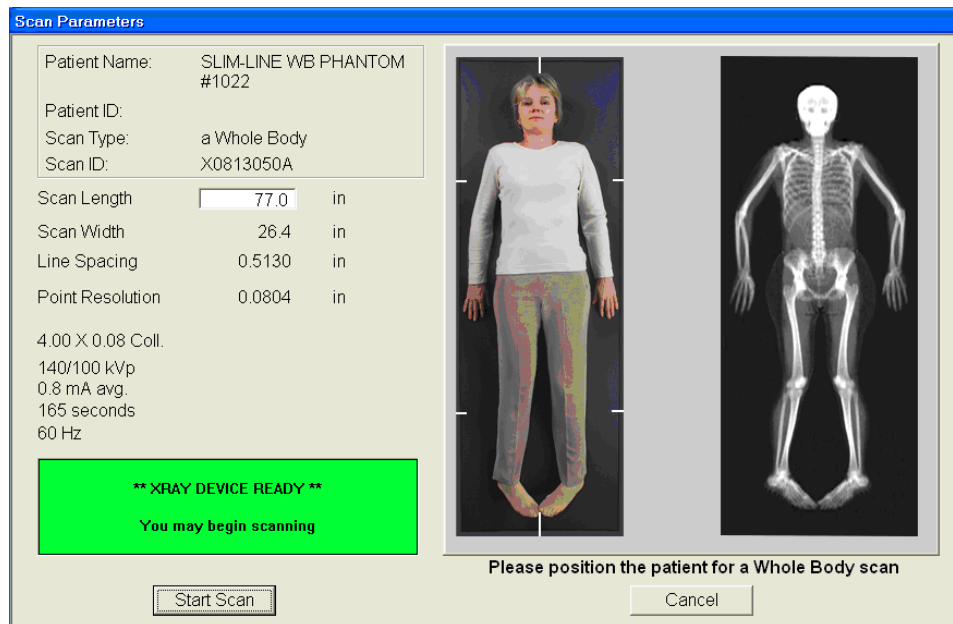 Scan Parameters
Patient Name: SLIM-LINE WB PHANTOM
#1022
Patient ID:
Scan Type: a Whole Body
Scan ID: X0813050A
Scan Length 77.0 in
Scan Width 26.4 in
Line Spacing 0.5130 in
Point Resolution 0.0804 in
4.00 X 0.08 Coll.
140/100 kVp
0.8 mA avg.
165 seconds
60 Hz
** XRAY DEVICE READY **
You may begin scanning
Please position the patient for a Whole Body scan
Start Scan
Cancel